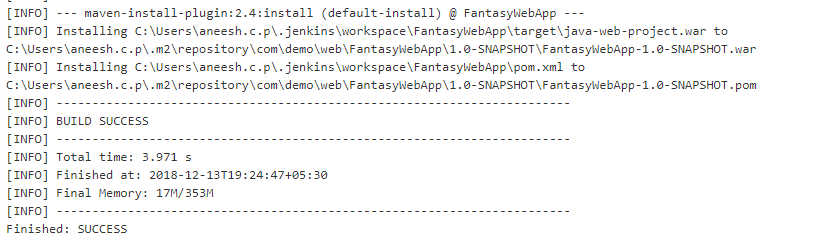 [INFO] --- maven-install-plugin:2.4:install (default-install) @ FantasyWebApp ---
[INFO] Installing C:\Users\aneesh.c.p\.jenkins\workspace\FantasyWebApp\target\java-web-project.war to
C:\Users\aneesh.c.p\.m2\repository\com\demo\web\FantasyWebApp\1.0-SNAPSHOT\FantasyWebApp-1.0-SNAPSHOT.war
[INFO] Installing C:\Users\aneesh.c.p\.jenkins\workspace\FantasyWebApp\pom.xml to
C:\Users\aneesh.c.p\.m2\repository\com\demo\web\FantasyWebApp\1.0-SNAPSHOT\FantasyWebApp-1.0-SNAPSHOT.pom
[INFO] ------------------------------------------------------------------------
[INFO] BUILD SUCCESS
[INFO] ------------------------------------------------------------------------
[INFO] Total time: 3.971 s
[INFO] Finished at: 2018-12-13T19:24:47+05:30
[INFO] Final Memory: 17M/353M
[INFO] ------------------------------------------------------------------------
Finished: SUCCESS